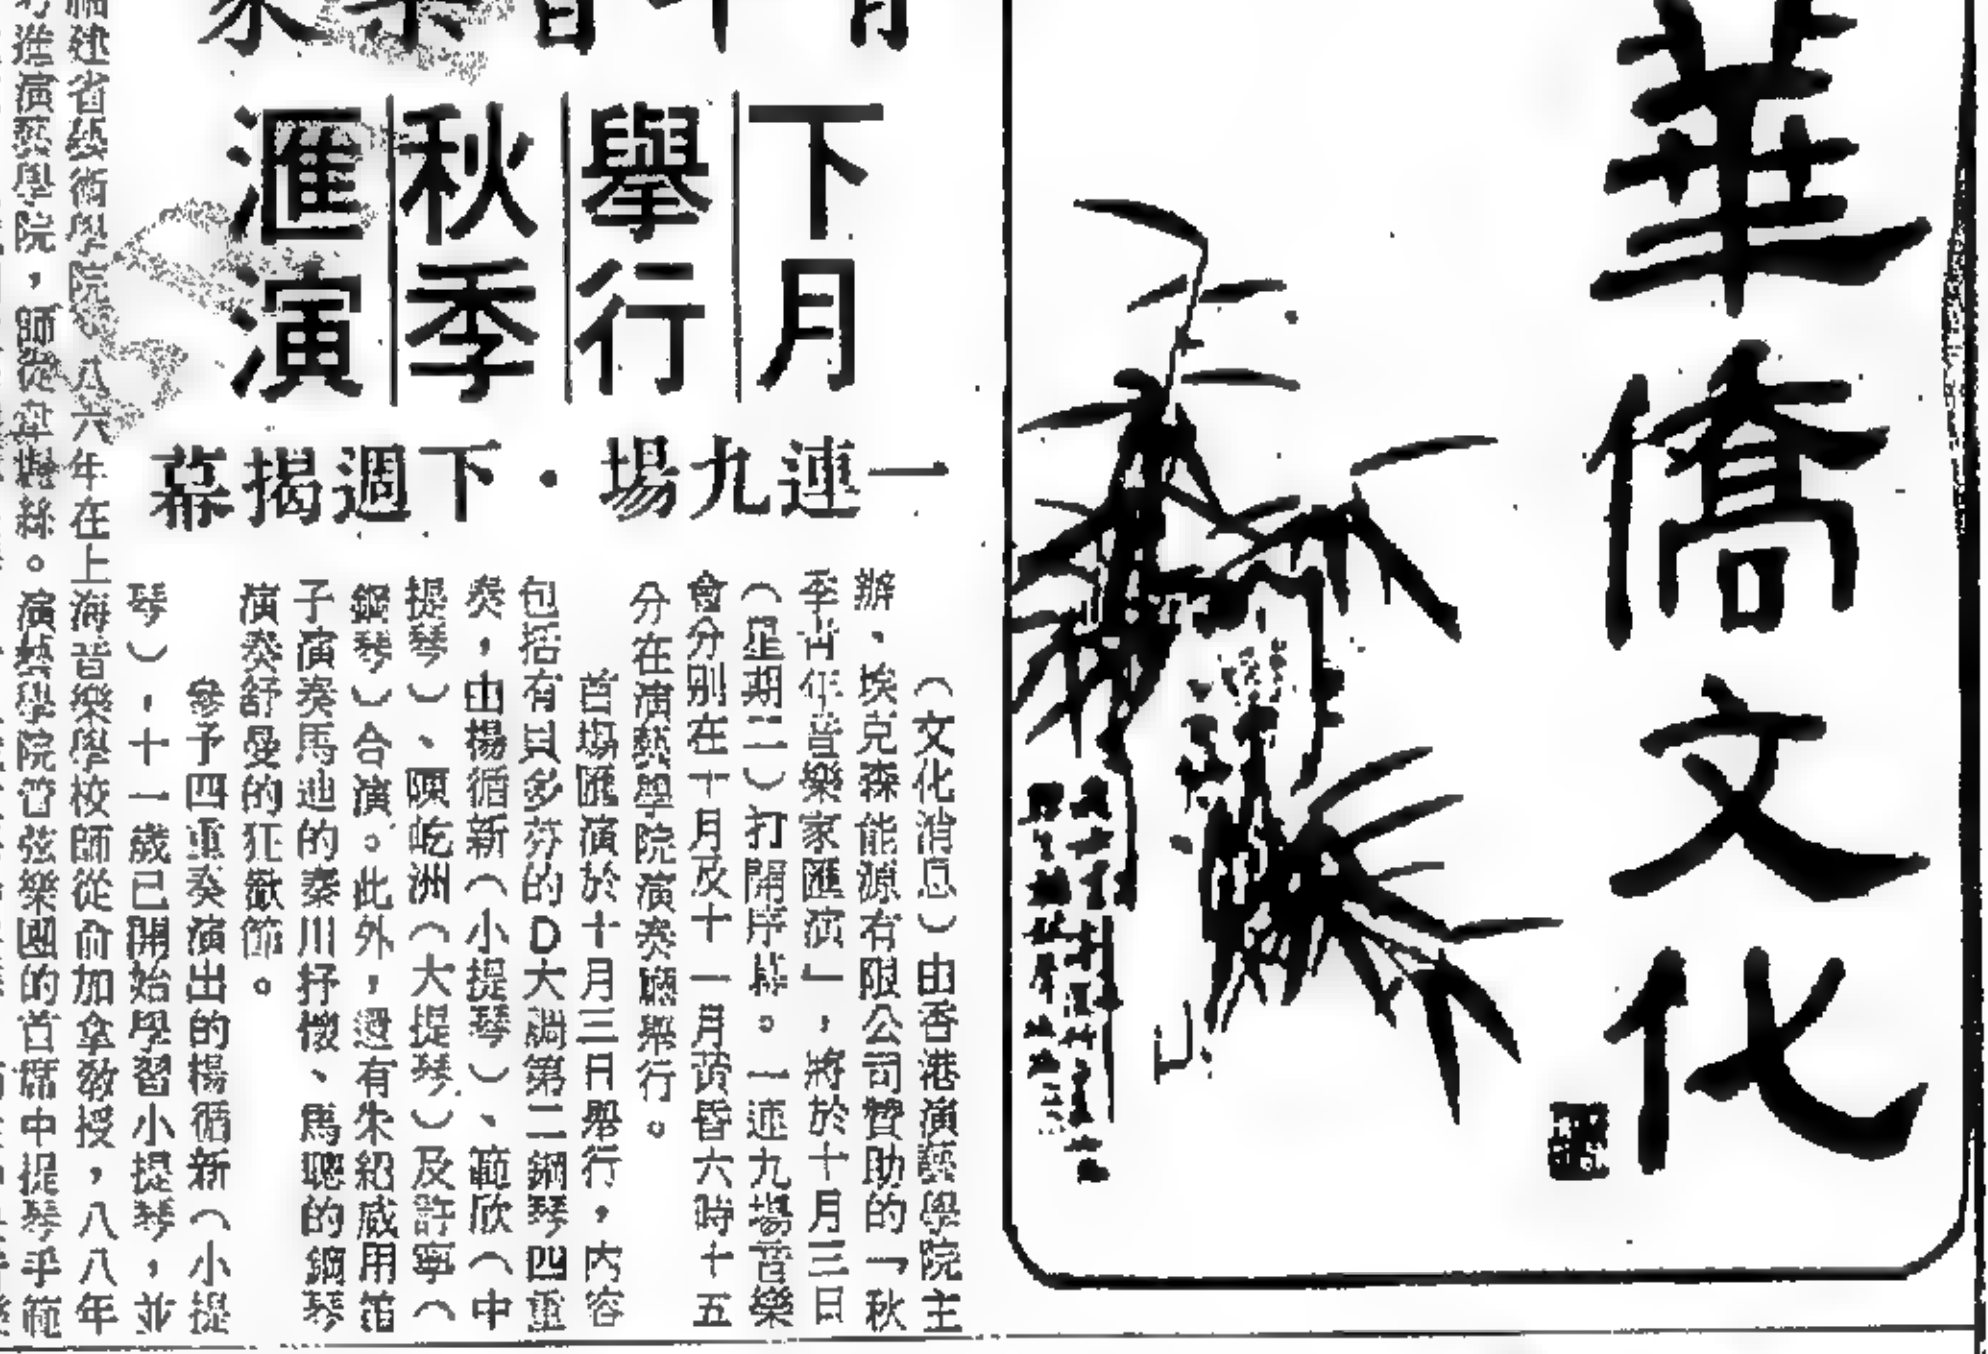 華僑文化
下月
舉行
秋季
滙演
一連九場・下週揭幕
（文化消息）由香港演藝學院主
辦、埃克森能源有限公司贊助的「秋
季青年音樂家匯演」，將於十月三日
（星期二）打開序幕。一連九場音樂
會分別在十月及十一月黃昏六時十五
分在演藝學院演奏廳舉行。
首場匯演於十月三日舉行，內容
包括有貝多芬的D大調第二鋼琴四重
奏，由楊循新（小提琴）、範欣（中
提琴）、陳屹洲（大提琴）及許寧（
鋼琴）合演。此外，還有朱紹威用笛
子演奏馬迪的秦川抒懷、馬聰的鋼琴
演奏舒曼的狂歡節。
參予四重奏演出的楊循新（小提
琴），十一歲已開始學習小提琴，並
福建省藝術學院，八六年在上海音樂學校師從俞加拿教授，八八年
進演藝學院，師從。演藝學院管弦樂團的首席中提琴手範